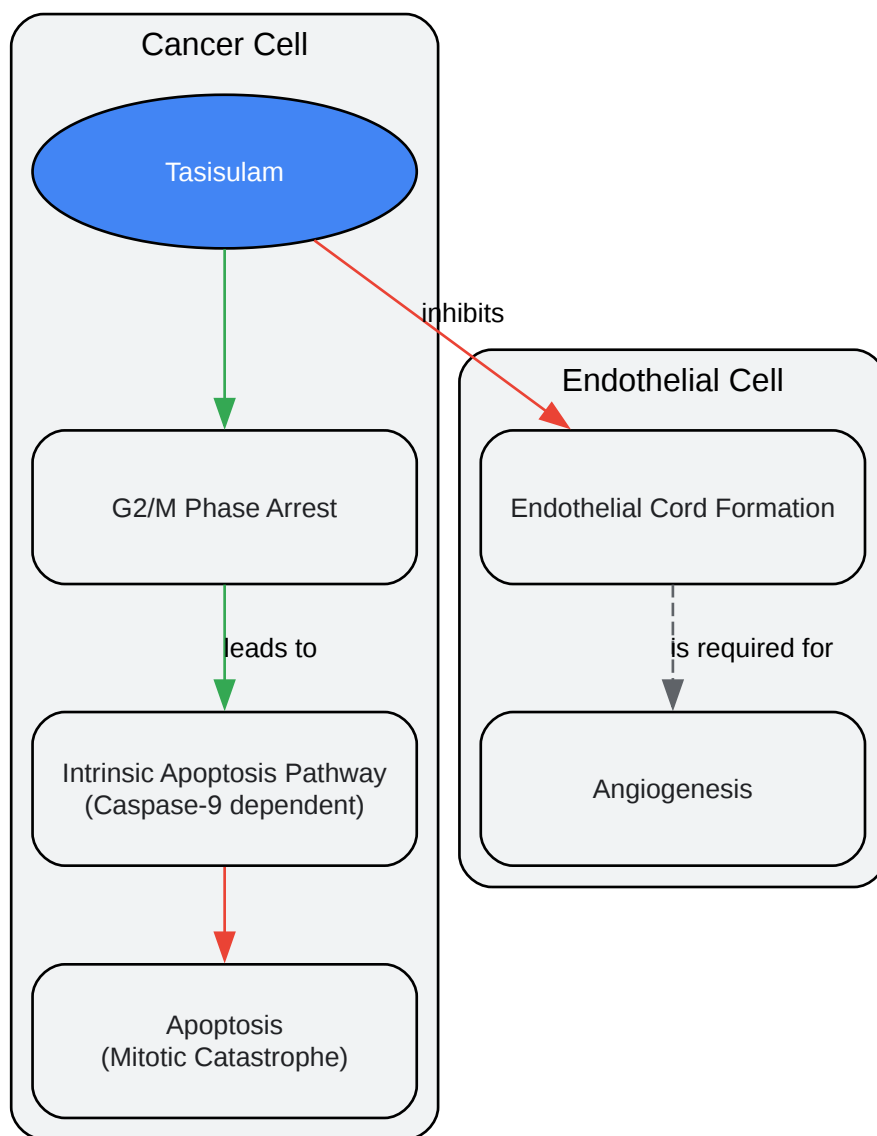 Cancer Cell
Tasisulam
inhibits
Endothelial Cell
G2/M Phase Arrest
Endothelial Cord Formation
leads to
is required for
Intrinsic Apoptosis Pathway
(Caspase-9 dependent)
Angiogenesis
Apoptosis
(Mitotic Catastrophe)